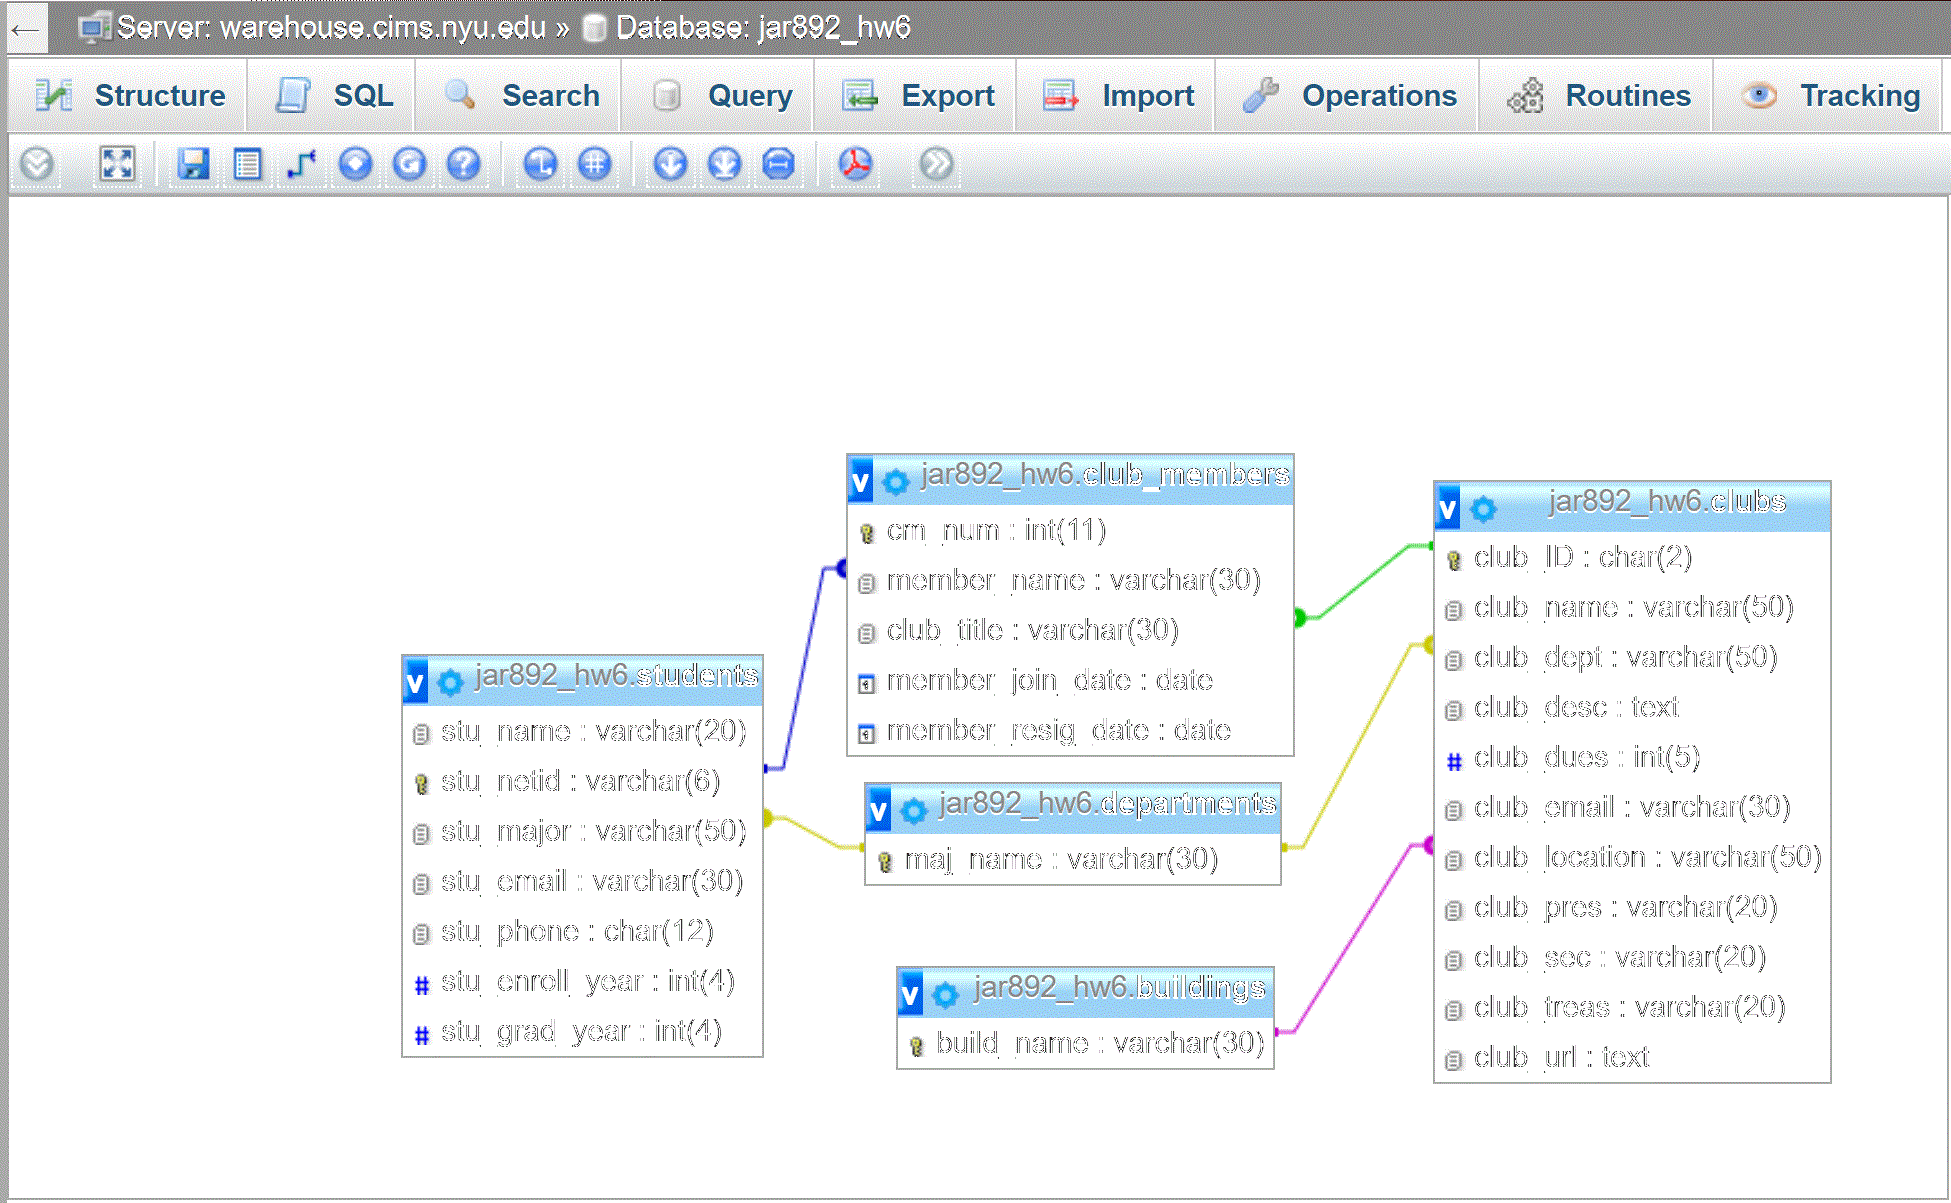 Server: warehouse.cims.nyu.edu » Database: jar892_hw6
Structure SQL Search Query Export Import Operations Routines Tracking
v jar892_hw6.club_members
cm_num : int(11)
member_name : varchar(30)
club_title : varchar(30)
member_join_date : date
member_resig_date : date
v jar892_hw6.clubs
club_ID : char(2)
club_name : varchar(50)
club_dept : varchar(50)
club_desc : text
# club_dues : int(5)
club_email : varchar(30)
club_location : varchar(50)
club_pres : varchar(20)
club_sec : varchar(20)
club_treas : varchar(20)
club_url : text
v jar892_hw6.students
stu_name : varchar(20)
stu_netid : varchar(6)
stu_major : varchar(50)
stu_email : varchar(30)
stu_phone : char(12)
# stu_enroll_year : int(4)
# stu_grad_year : int(4)
v jar892_hw6.departments
maj_name : varchar(30)
v jar892_hw6.buildings
build_name : varchar(30)